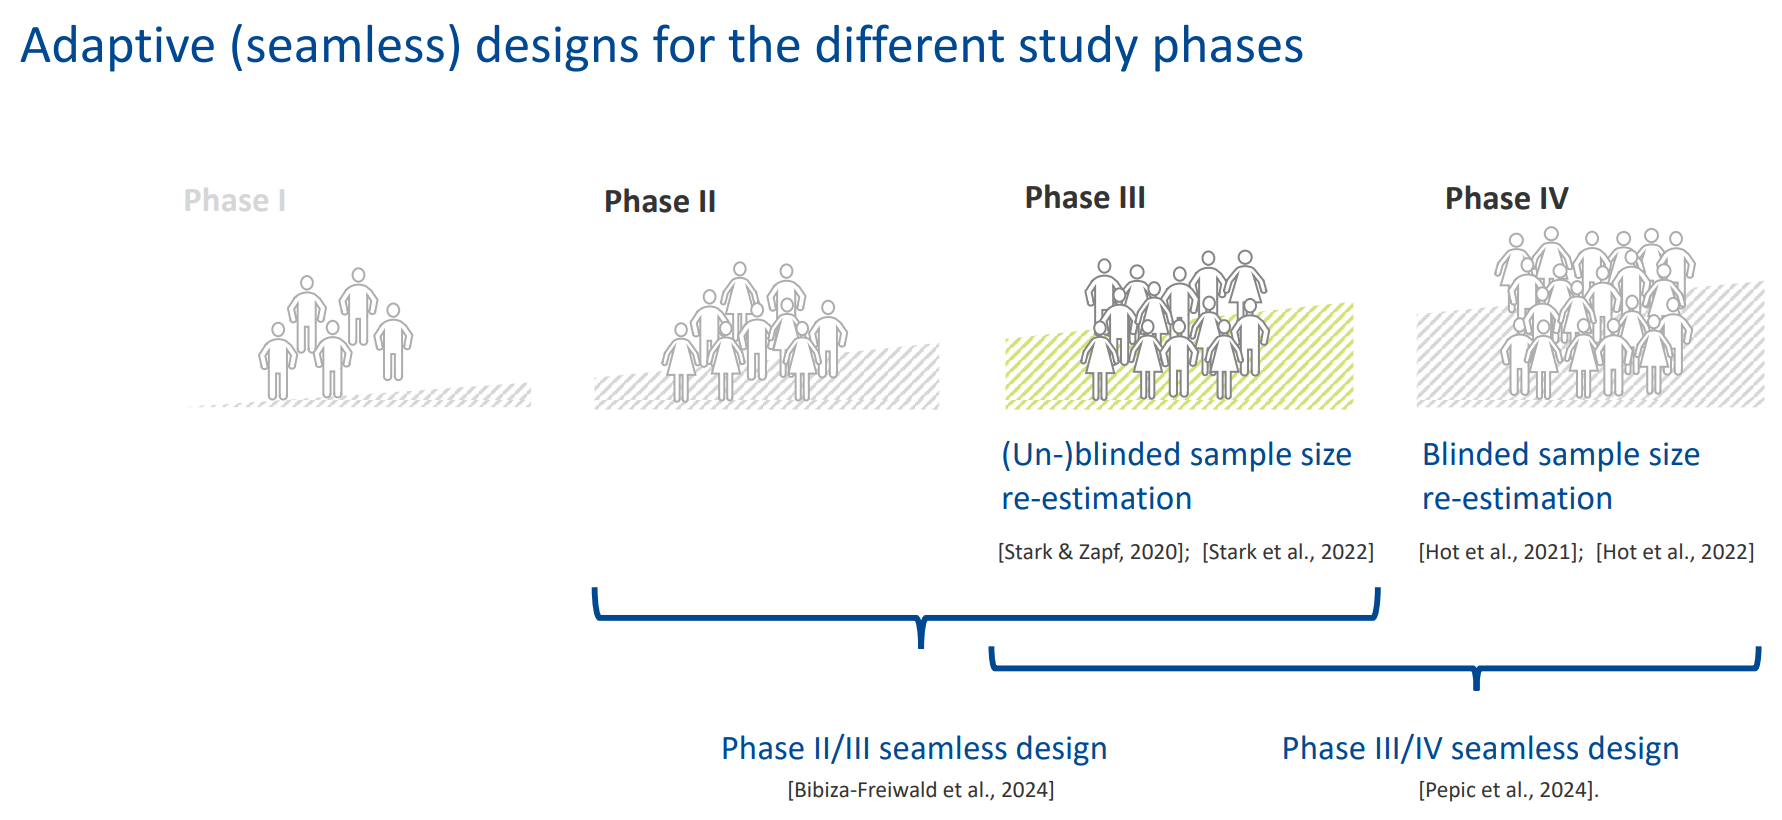 Adaptive (seamless) designs for the different study phases
Phase I
Phase II
Phase III
Phase IV
(Un-)blinded sample size
re-estimation
[Stark & Zapf, 2020];  [Stark et al., 2022]
Blinded sample size
re-estimation
[Hot et al., 2021];  [Hot et al., 2022]
Phase II/III seamless design
[Bibiza-Freiwald et al., 2024]
Phase III/IV seamless design
[Pepic et al., 2024].